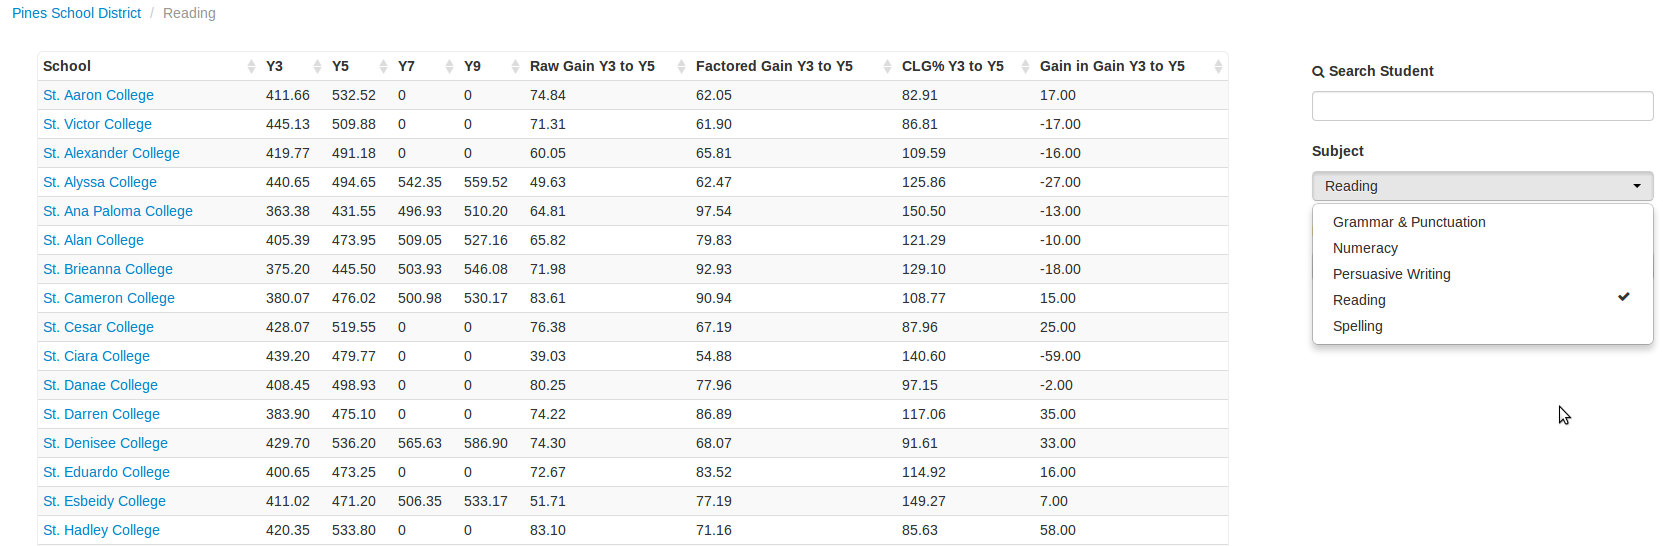 Pines School District / Reading
School Y3 Y5 Y7 Y9 Raw Gain Y3 to Y5 Factored Gain Y3 to Y5 CLG% Y3 to Y5 Gain in Gain Y3 to Y5
St. Aaron College 411.66 532.52 0 0 74.84 62.05 82.91 17.00
St. Victor College 445.13 509.88 0 0 71.31 61.90 86.81 -17.00
St. Alexander College 419.77 491.18 0 0 60.05 65.81 109.59 -16.00
St. Alyssa College 440.65 494.65 542.35 559.52 49.63 62.47 125.86 -27.00
St. Ana Paloma College 363.38 431.55 496.93 510.20 64.81 97.54 150.50 -13.00
St. Alan College 405.39 473.95 509.05 527.16 65.82 79.83 121.29 -10.00
St. Brieanna College 375.20 445.50 503.93 546.08 71.98 92.93 129.10 -18.00
St. Cameron College 380.07 476.02 500.98 530.17 83.61 90.94 108.77 15.00
St. Cesar College 428.07 519.55 0 0 76.38 67.19 87.96 25.00
St. Ciara College 439.20 479.77 0 0 39.03 54.88 140.60 -59.00
St. Danae College 408.45 498.93 0 0 80.25 77.96 97.15 -2.00
St. Darren College 383.90 475.10 0 0 74.22 86.89 117.06 35.00
St. Denisee College 429.70 536.20 565.63 586.90 74.30 68.07 91.61 33.00
St. Eduardo College 400.65 473.25 0 0 72.67 83.52 114.92 16.00
St. Esbeidy College 411.02 471.20 506.35 533.17 51.71 77.19 149.27 7.00
St. Hadley College 420.35 533.80 0 0 83.10 71.16 85.63 58.00
Search Student
Subject
Reading
Grammar & Punctuation
Numeracy
Persuasive Writing
Reading
Spelling